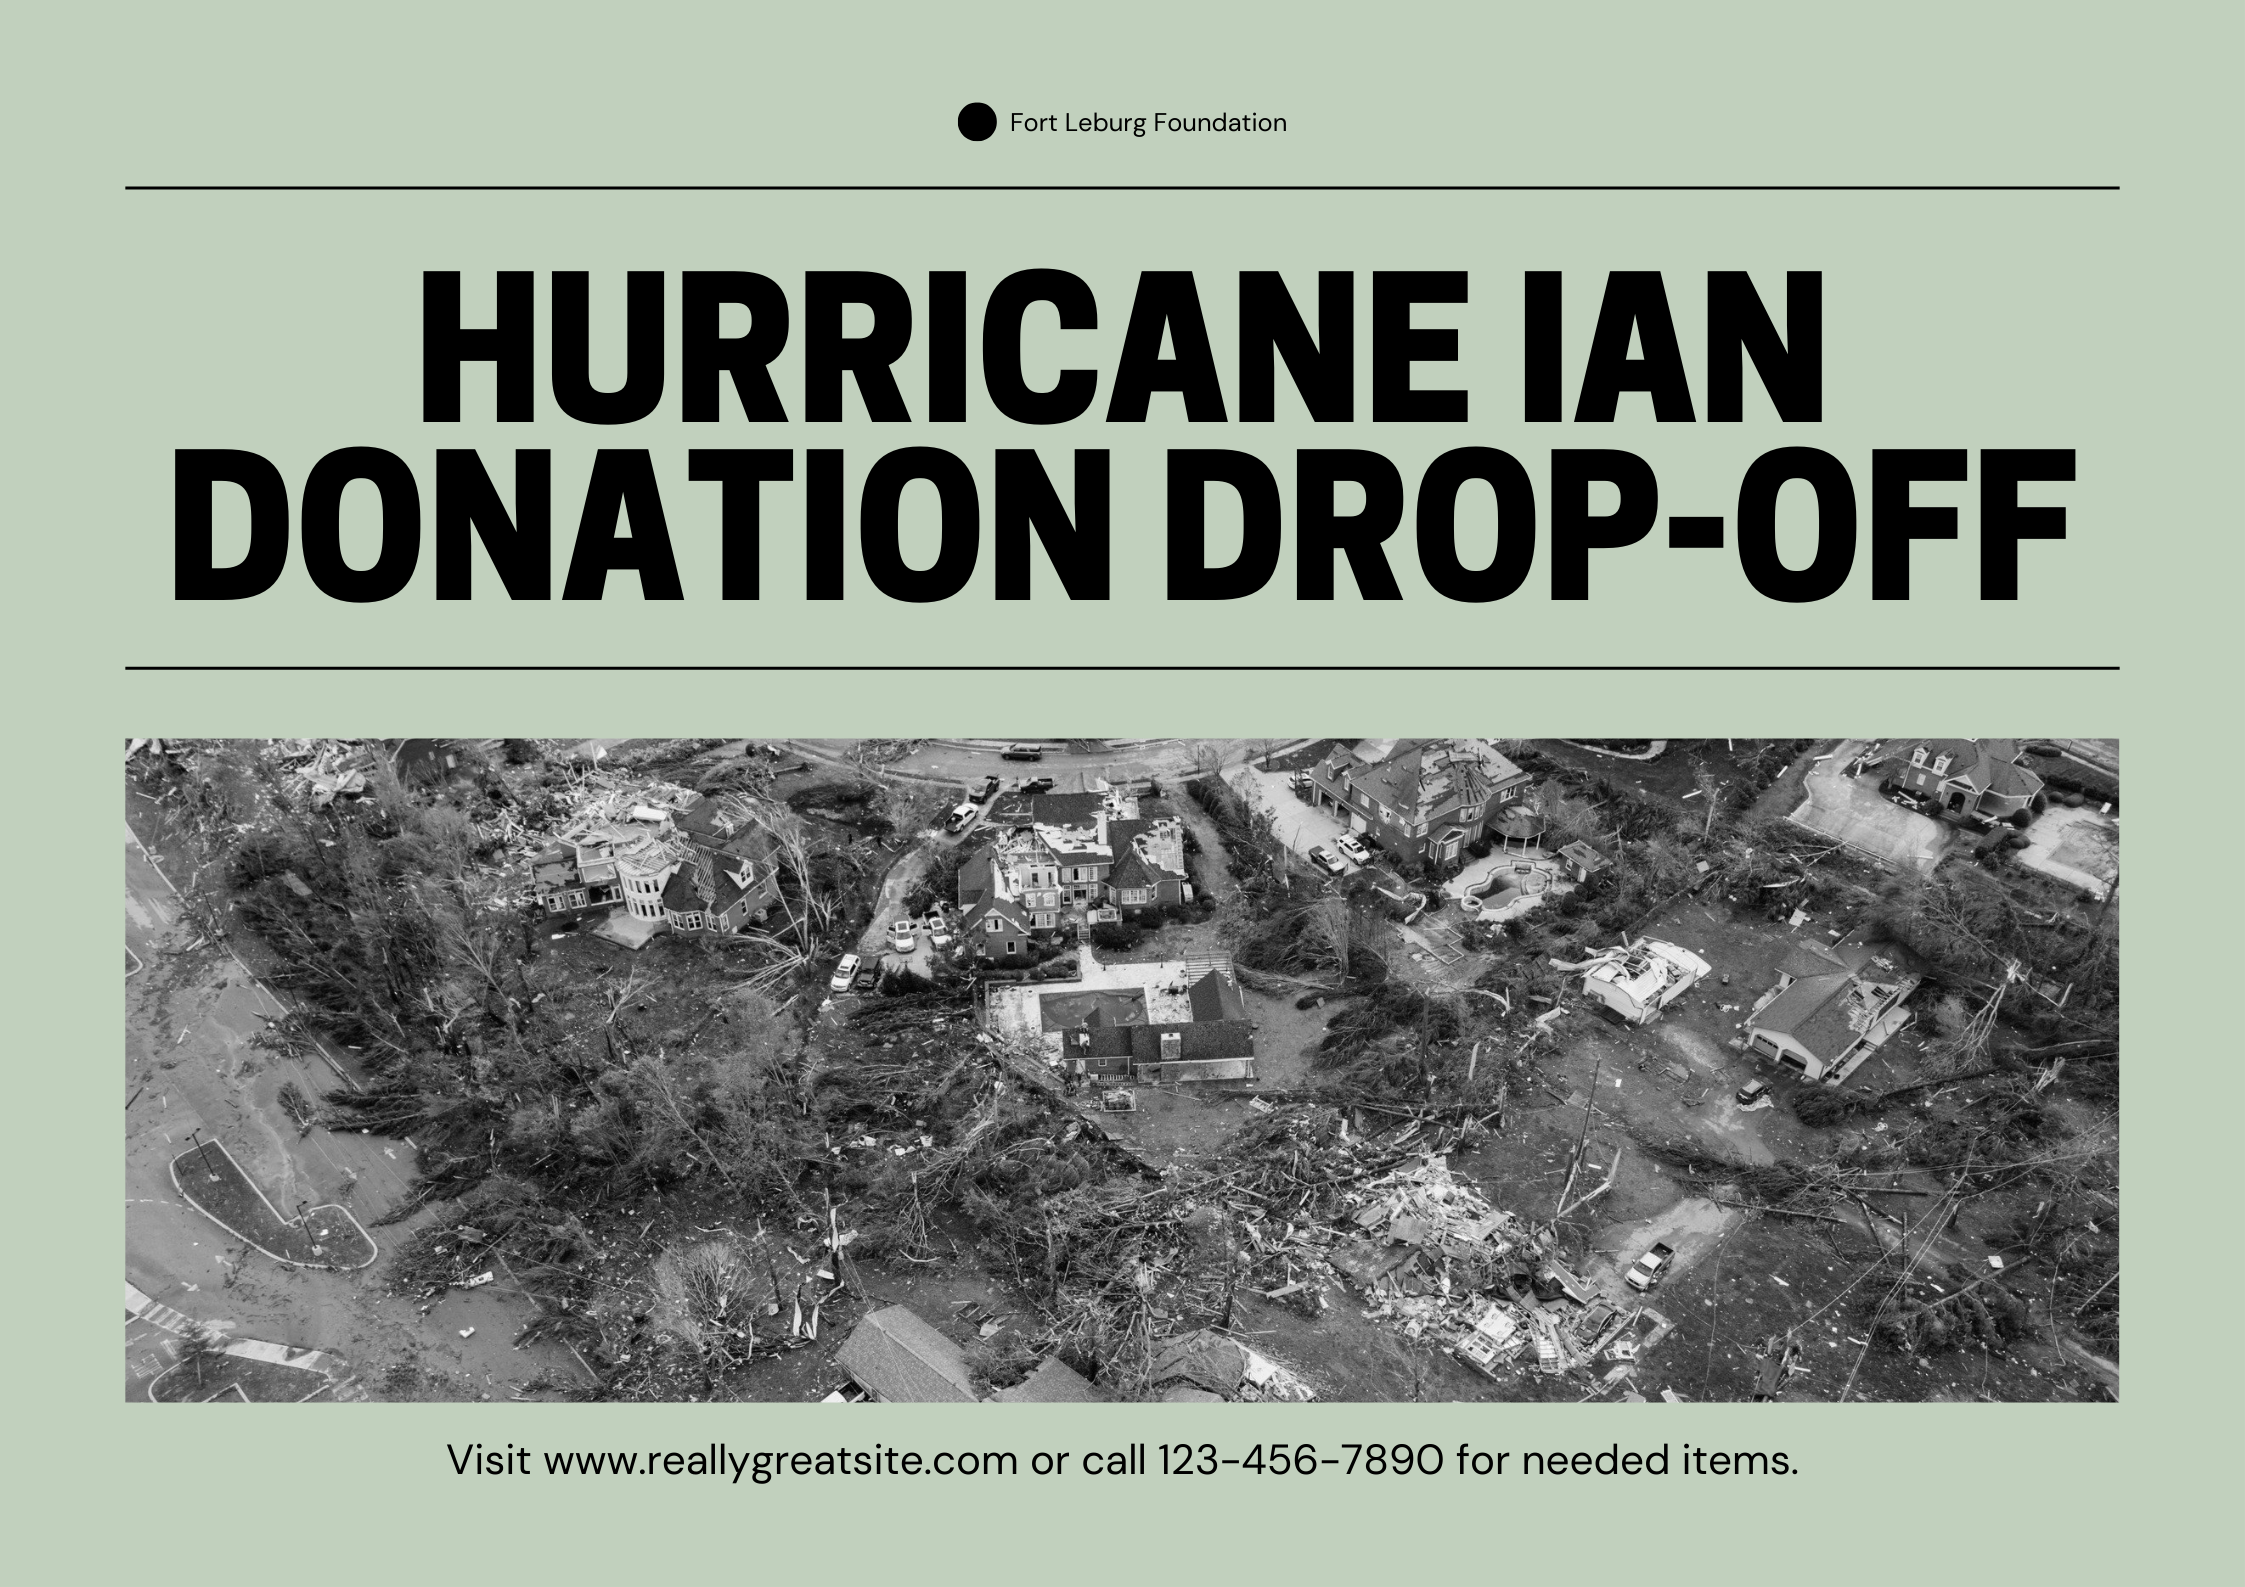 Fort Leburg Foundation
HURRICANE IAN
DONATION DROP-OFF
Visit www.reallygreatsite.com or call 123-456-7890 for needed items.